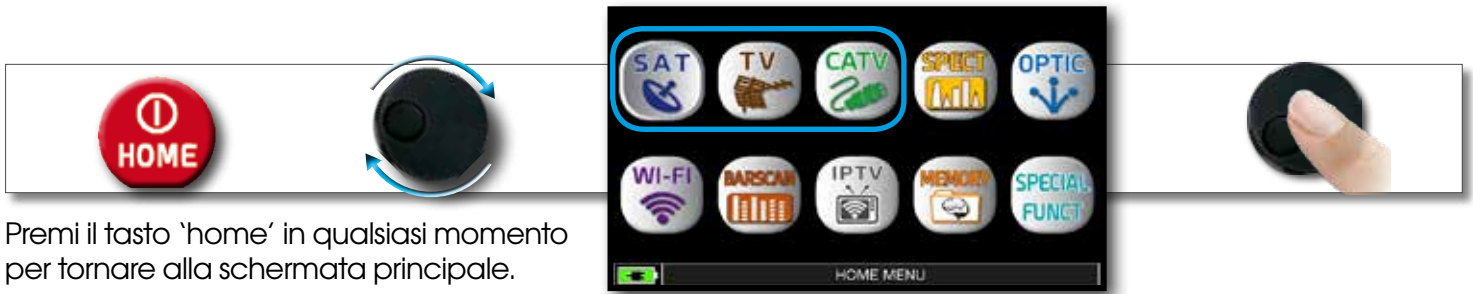 HOME
SAT TV CATV SPECT OPTIC
WI-FI BARSCAN IPTV MEMORY SPECIAL FUNCT
HOME MENU
Premi il tasto ‘home’ in qualsiasi momento
per tornare alla schermata principale.